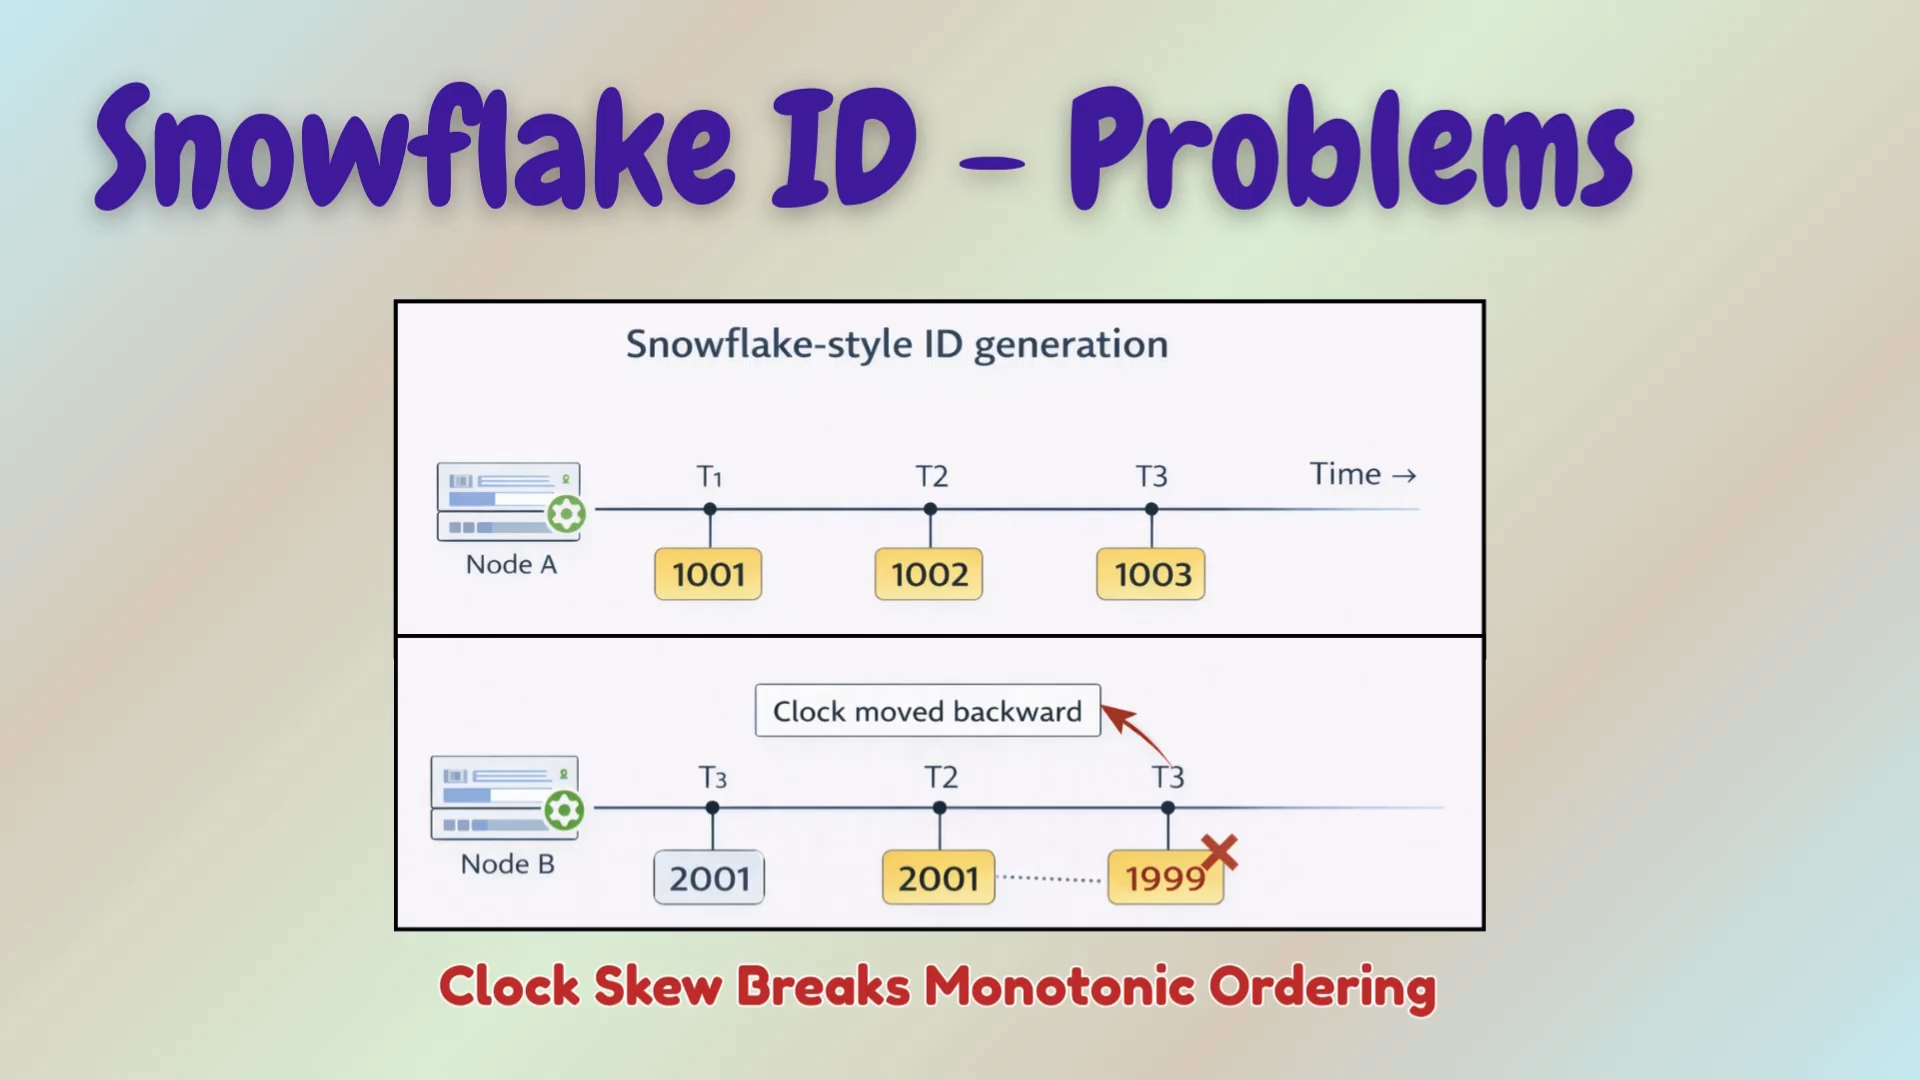 Snowflake ID - Problems
Snowflake-style ID generation
T1 T2 T3 Time →
Node A
1001 1002 1003
Clock moved backward
T3 T2 T3
Node B
2001 2001 1999
Clock Skew Breaks Monotonic Ordering